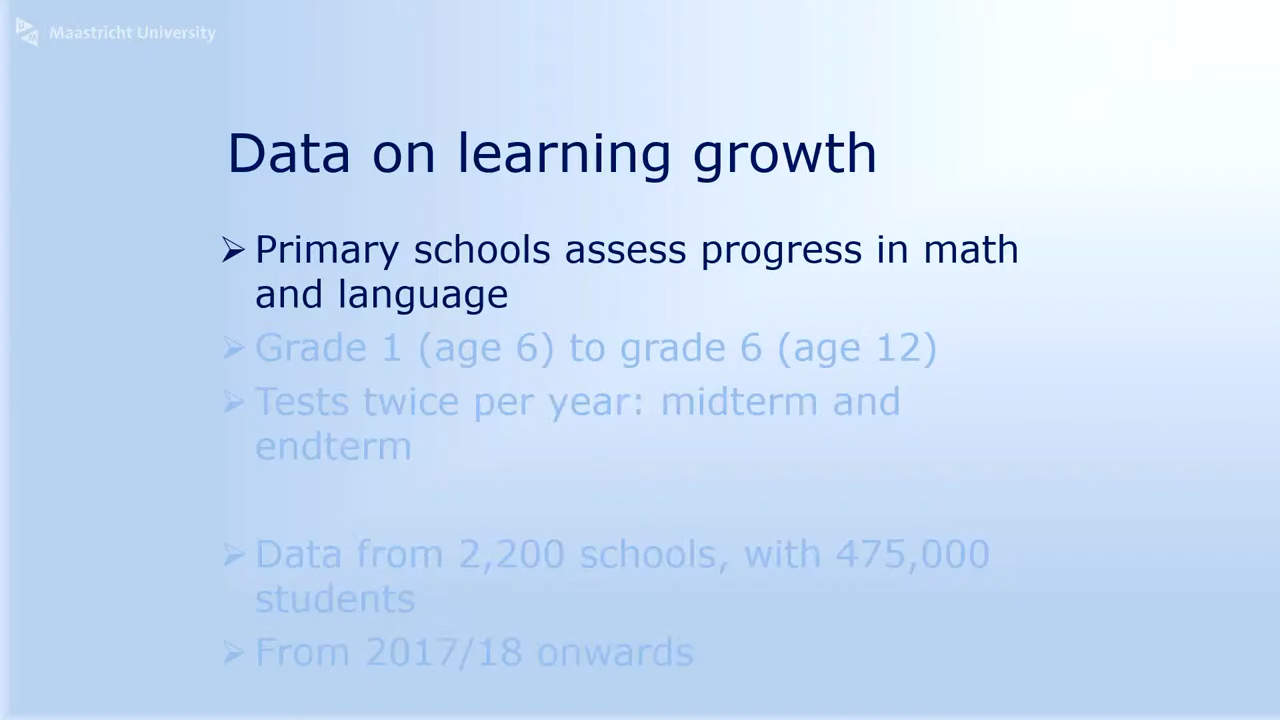 Maastricht University
Data on learning growth
Primary schools assess progress in math
and language
Grade 1 (age 6) to grade 6 (age 12)
Tests twice per year: midterm and
endterm
Data from 2,200 schools, with 475,000
students
From 2017/18 onwards